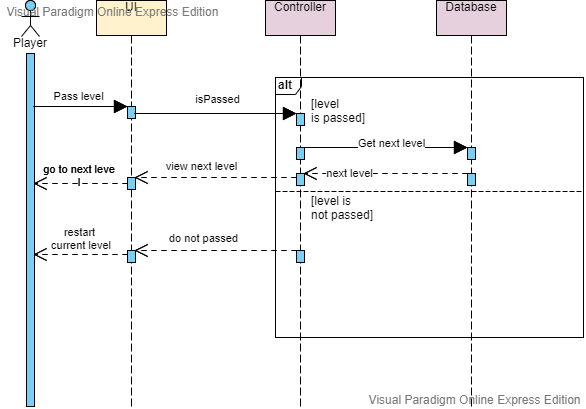 Visual Paradigm Online Express Edition
UI
Controller
Database
Player
alt
Pass level
isPassed
[level
is passed]
Get next level
go to next leve
l
view next level
next level
[level is
not passed]
restart
current level
do not passed
Visual Paradigm Online Express Edition